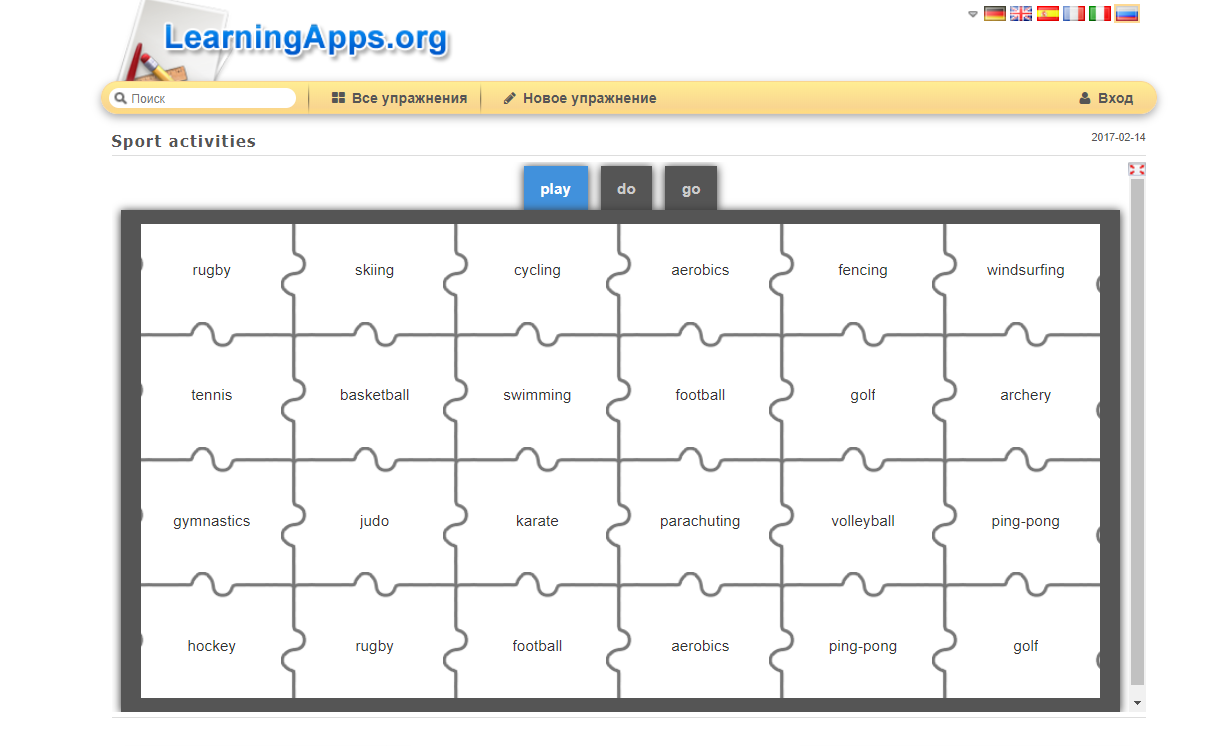 LearningApps.org
Поиск
Все упражнения
Новое упражнение
Вход
Sport activities
2017-02-14
play do go
rugby skiing cycling aerobics fencing windsurfing
tennis basketball swimming football golf archery
gymnastics judo karate parachuting volleyball ping-pong
hockey rugby football aerobics ping-pong golf